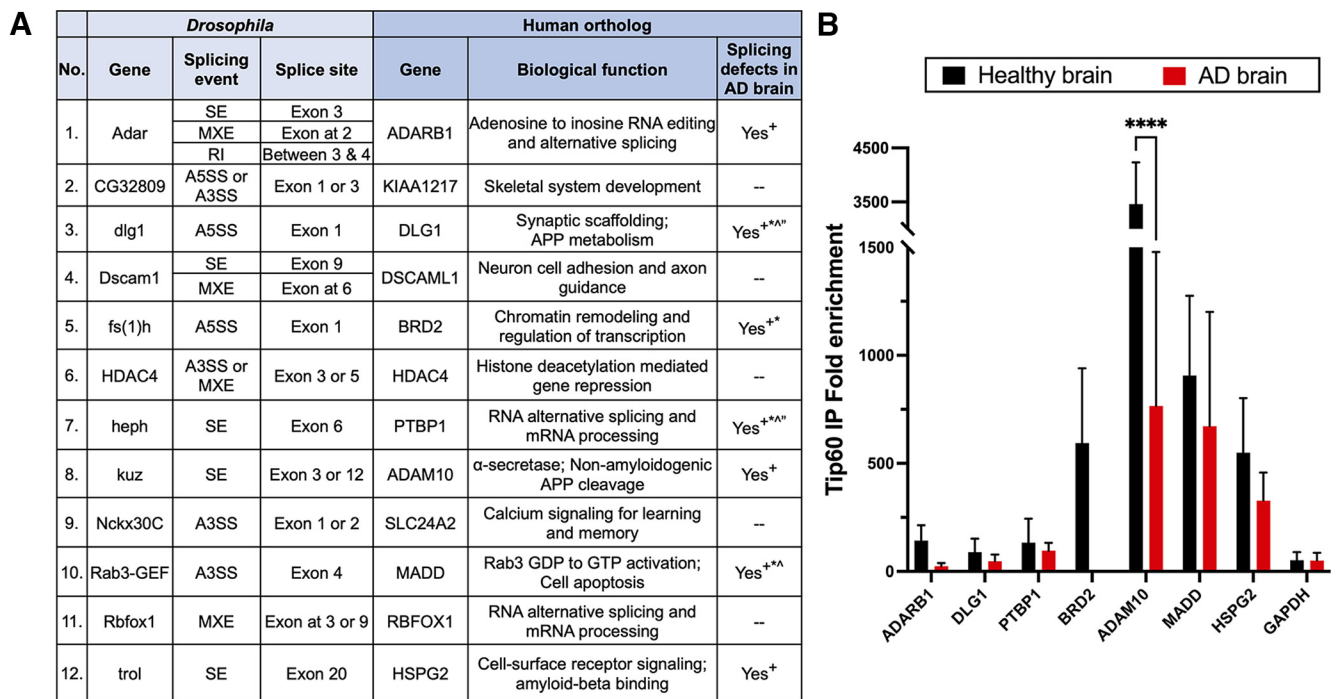 A
Drosophila Human ortholog
No. Gene Splicing event Splice site Gene Biological function Splicing defects in AD brain
1. Adar SE Exon 3 ADARB1 Adenosine to inosine RNA editing and alternative splicing Yes+
MXE Exon at 2
RI Between 3 & 4
2. CG32809 A5SS or A3SS Exon 1 or 3 KIAA1217 Skeletal system development --
3. dlg1 A5SS Exon 1 DLG1 Synaptic scaffolding; APP metabolism Yes+*^"
4. Dscam1 SE Exon 9 DSCAML1 Neuron cell adhesion and axon guidance --
MXE Exon at 6
5. fs(1)h A5SS Exon 1 BRD2 Chromatin remodeling and regulation of transcription Yes+*
6. HDAC4 A3SS or MXE Exon 3 or 5 HDAC4 Histone deacetylation mediated gene repression --
7. heph SE Exon 6 PTBP1 RNA alternative splicing and mRNA processing Yes+*^"
8. kuz SE Exon 3 or 12 ADAM10 α-secretase; Non-amyloidogenic APP cleavage Yes+
9. Nckx30C A3SS Exon 1 or 2 SLC24A2 Calcium signaling for learning and memory --
10. Rab3-GEF A3SS Exon 4 MADD Rab3 GDP to GTP activation; Cell apoptosis Yes+*^
11. Rbfox1 MXE Exon at 3 or 9 RBFOX1 RNA alternative splicing and mRNA processing --
12. trol SE Exon 20 HSPG2 Cell-surface receptor signaling; amyloid-beta binding Yes+
B
Healthy brain AD brain
****
Tip60 IP Fold enrichment
4500
3500
1500
1000
500
0
ADARB1 DLG1 PTBP1 BRD2 ADAM10 MADD HSPG2 GAPDH